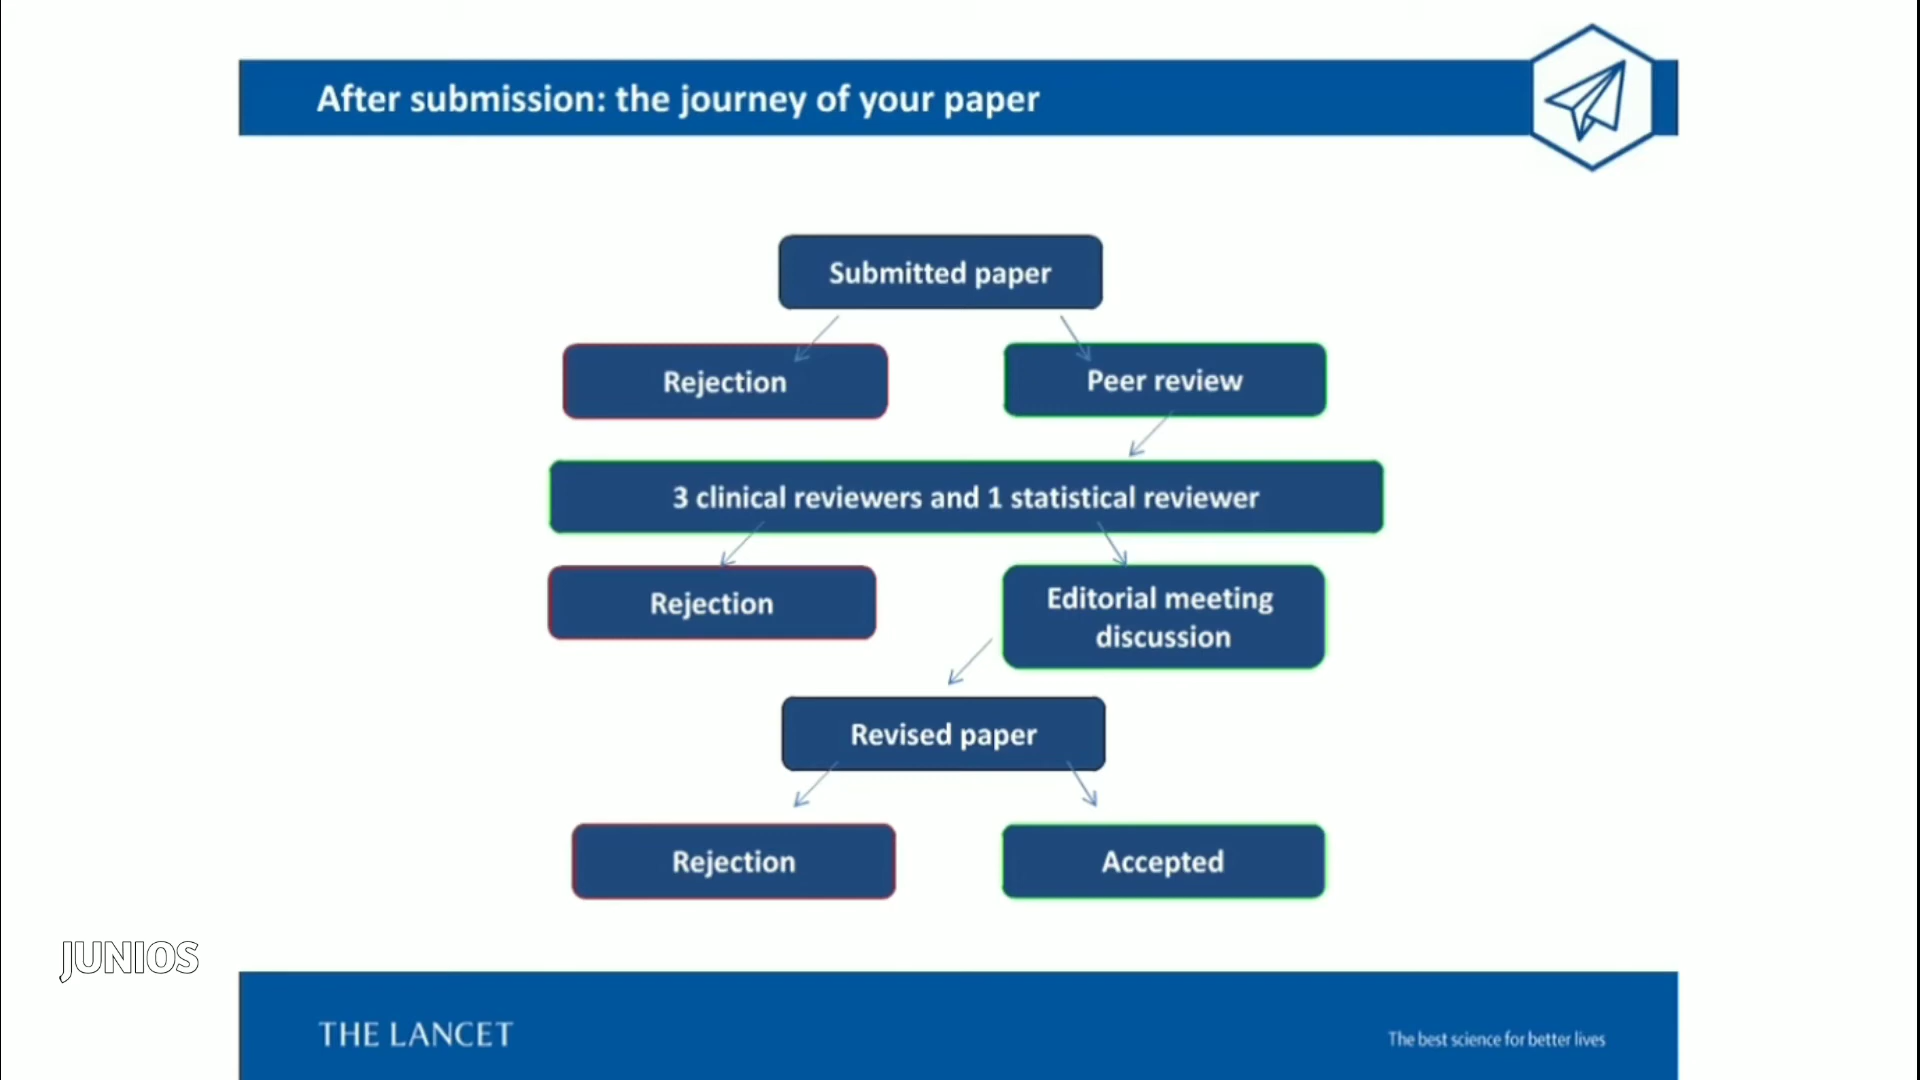 After submission: the journey of your paper
Submitted paper
Rejection
Peer review
3 clinical reviewers and 1 statistical reviewer
Rejection
Editorial meeting
discussion
Revised paper
Rejection
Accepted
JUNIOS
THE LANCET
The best science for better lives